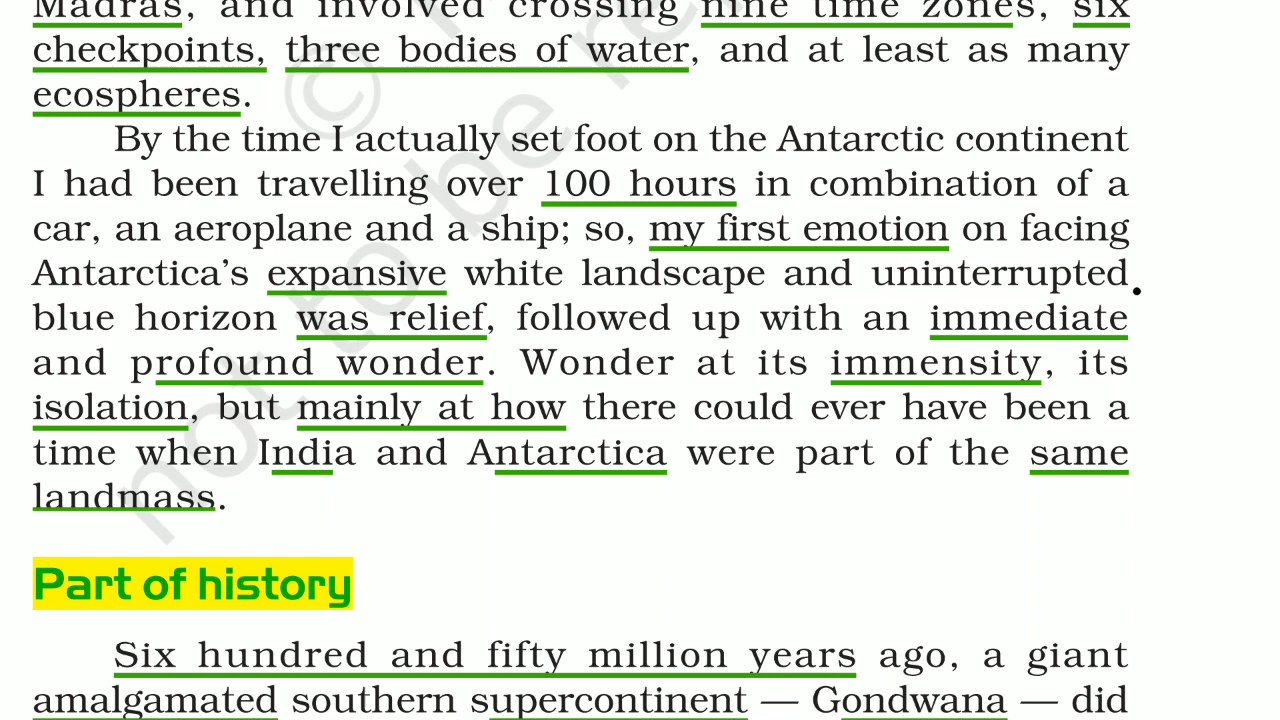 Madras, and involved crossing nine time zones, six
checkpoints, three bodies of water, and at least as many
ecospheres.
By the time I actually set foot on the Antarctic continent
I had been travelling over 100 hours in combination of a
car, an aeroplane and a ship; so, my first emotion on facing
Antarctica's expansive white landscape and uninterrupted
blue horizon was relief, followed up with an immediate
and profound wonder. Wonder at its immensity, its
isolation, but mainly at how there could ever have been a
time when India and Antarctica were part of the same
landmass.
Part of history
Six hundred and fifty million years ago, a giant
amalgamated southern supercontinent — Gondwana — did
© 
not to be re